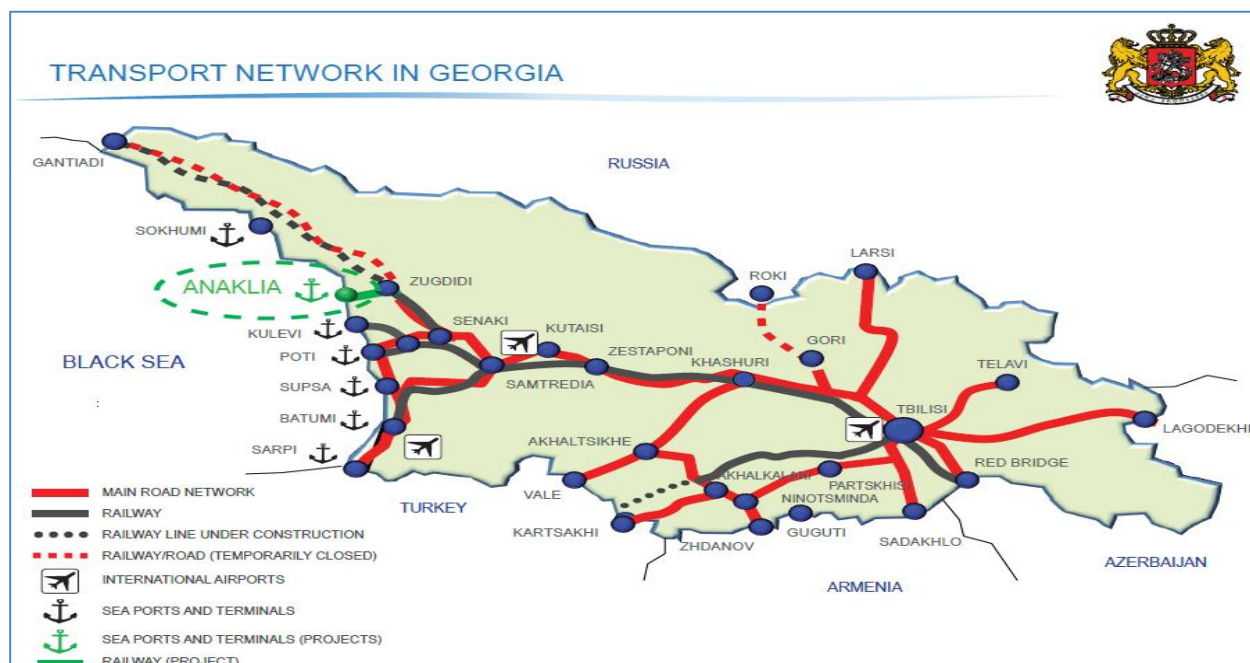 TRANSPORT NETWORK IN GEORGIA
GANTIADI
RUSSIA
SOKHUMI
LARSI
ROKI
ANAKLIA
ZUGDIDI
KULEVI
SENAKI
KUTAISI
GORI
BLACK SEA
POTI
ZESTAPONI
KHASHURI
TELAVI
SUPSA
SAMTREDIA
:
BATUMI
TBILISI
LAGODEKHI
SARPI
AKHALTSIKHE
RED BRIDGE
AKHALKALAKI
PARTSKHISI
VALE
NINOTSMINDA
TURKEY
KARTSAKHI
GUGUTI
SADAKHLO
ZHDANOV
AZERBAIJAN
ARMENIA
MAIN ROAD NETWORK
RAILWAY
RAILWAY LINE UNDER CONSTRUCTION
RAILWAY/ROAD (TEMPORARILY CLOSED)
INTERNATIONAL AIRPORTS
SEA PORTS AND TERMINALS
SEA PORTS AND TERMINALS (PROJECTS)
RAILWAY (PROJECT)